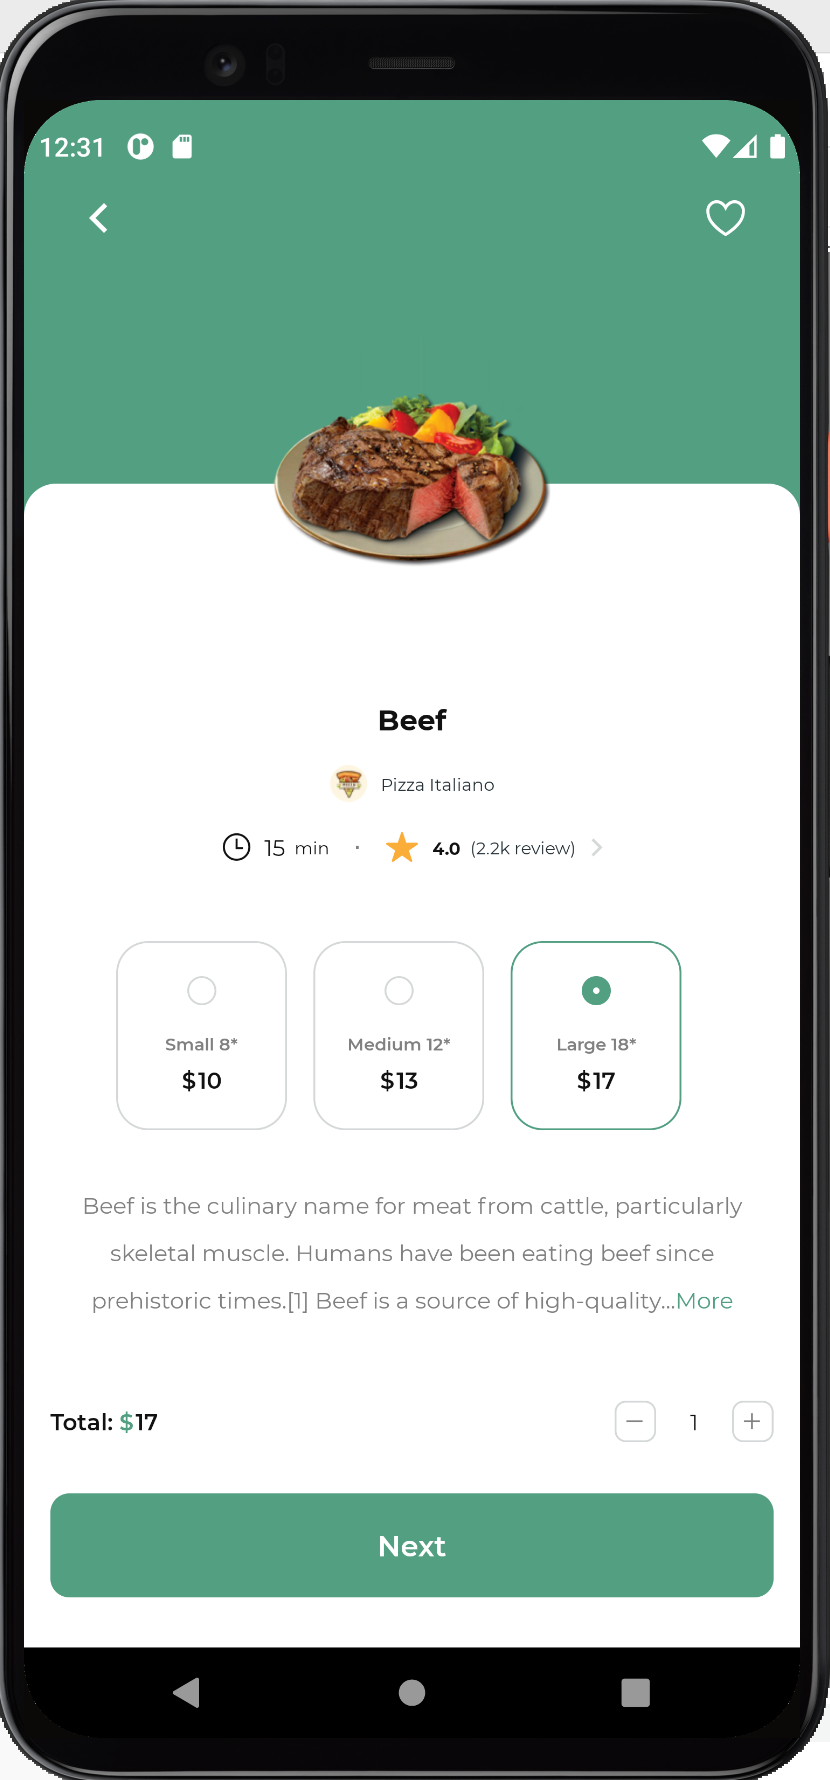 12:31
Beef
Pizza Italiano
15 min · 4.0 (2.2k review)
Small 8* Medium 12* Large 18*
$10 $13 $17
Beef is the culinary name for meat from cattle, particularly
skeletal muscle. Humans have been eating beef since
prehistoric times.[1] Beef is a source of high-quality...More
Total: $17 1
Next